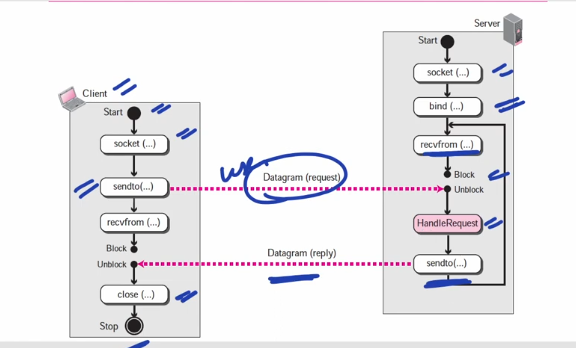 Server
Start
socket (...)
bind (...)
recvfrom (...)
Block
Unblock
HandleRequest
sendto(...)
Client
Start
socket (...)
sendto(...)
recvfrom (...)
Block
Unblock
close (...)
Stop
Datagram (request)
Datagram (reply)